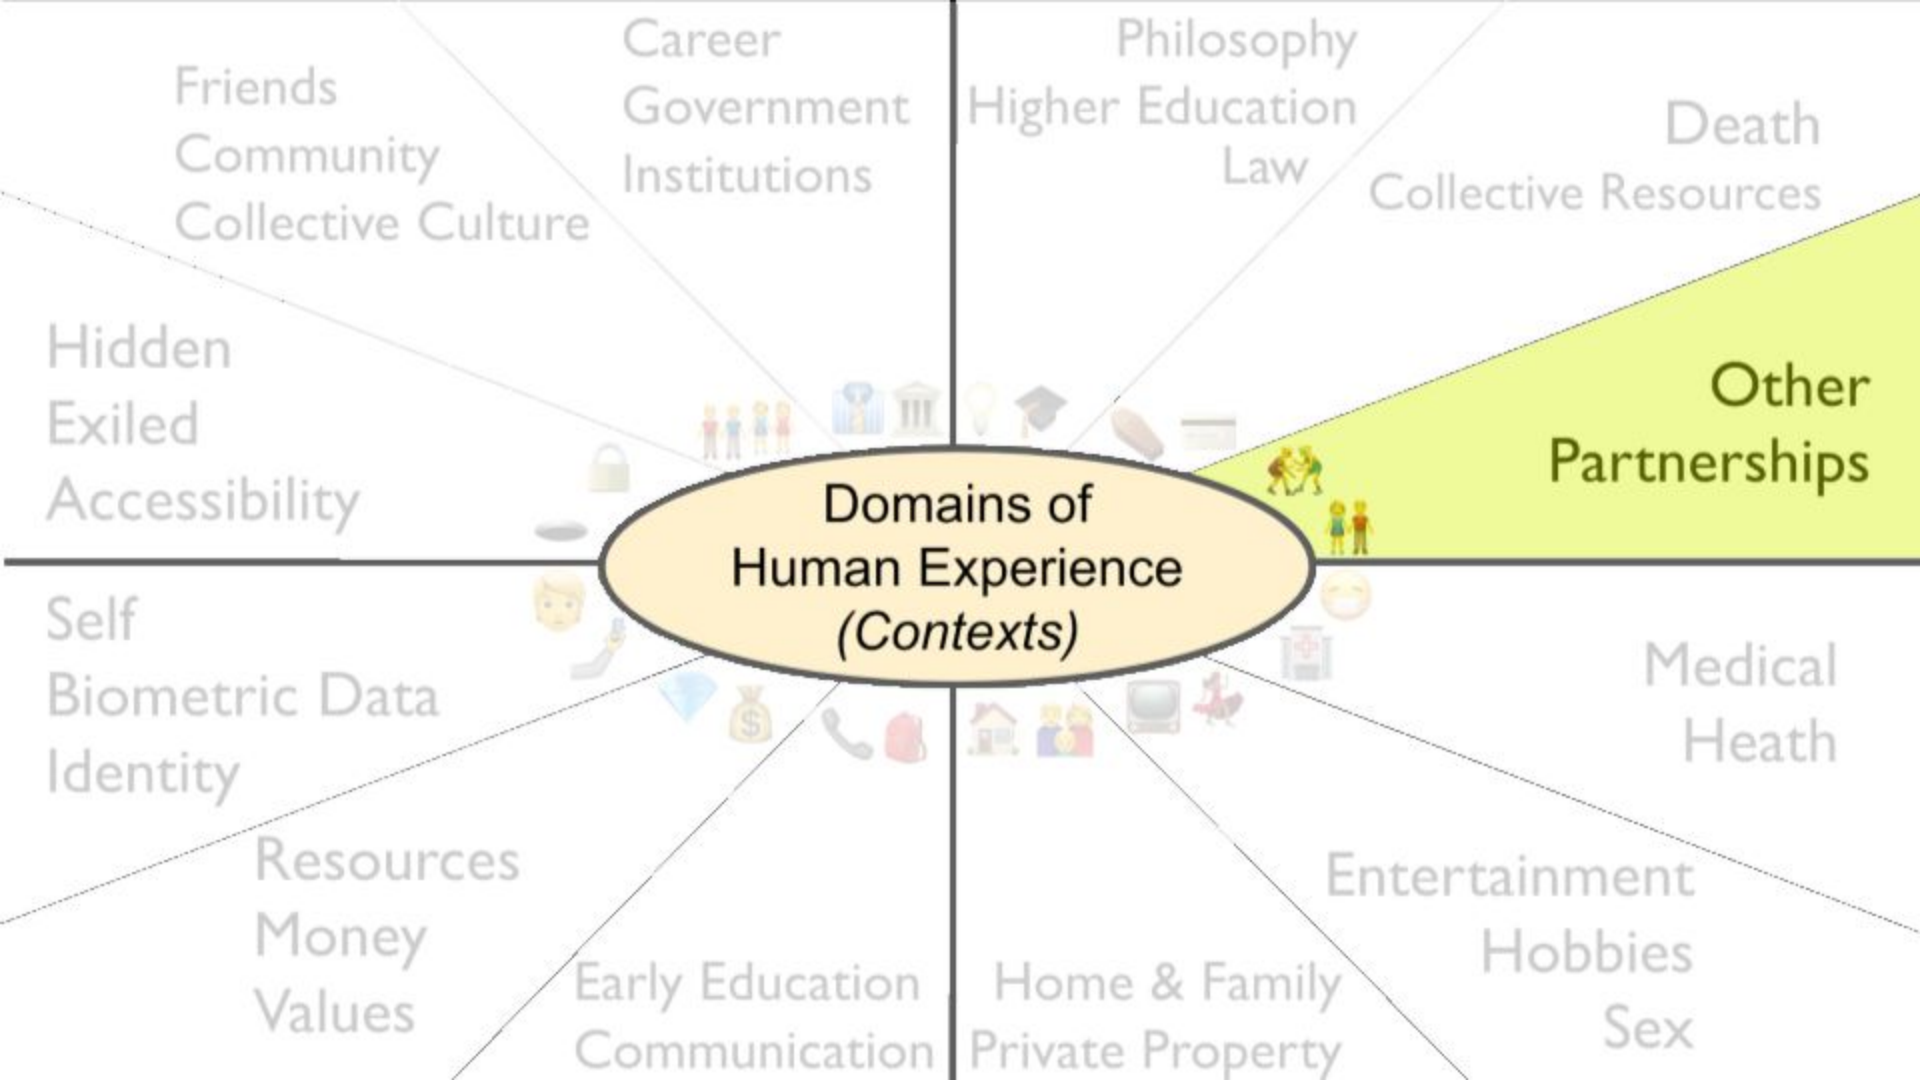 Friends
Community
Collective Culture
Career
Government
Institutions
Philosophy
Higher Education
Law
Death
Collective Resources
Hidden
Exiled
Accessibility
Other
Partnerships
Domains of
Human Experience
(Contexts)
Self
Biometric Data
Identity
Medical
Heath
Resources
Money
Values
Early Education
Communication
Home & Family
Private Property
Entertainment
Hobbies
Sex